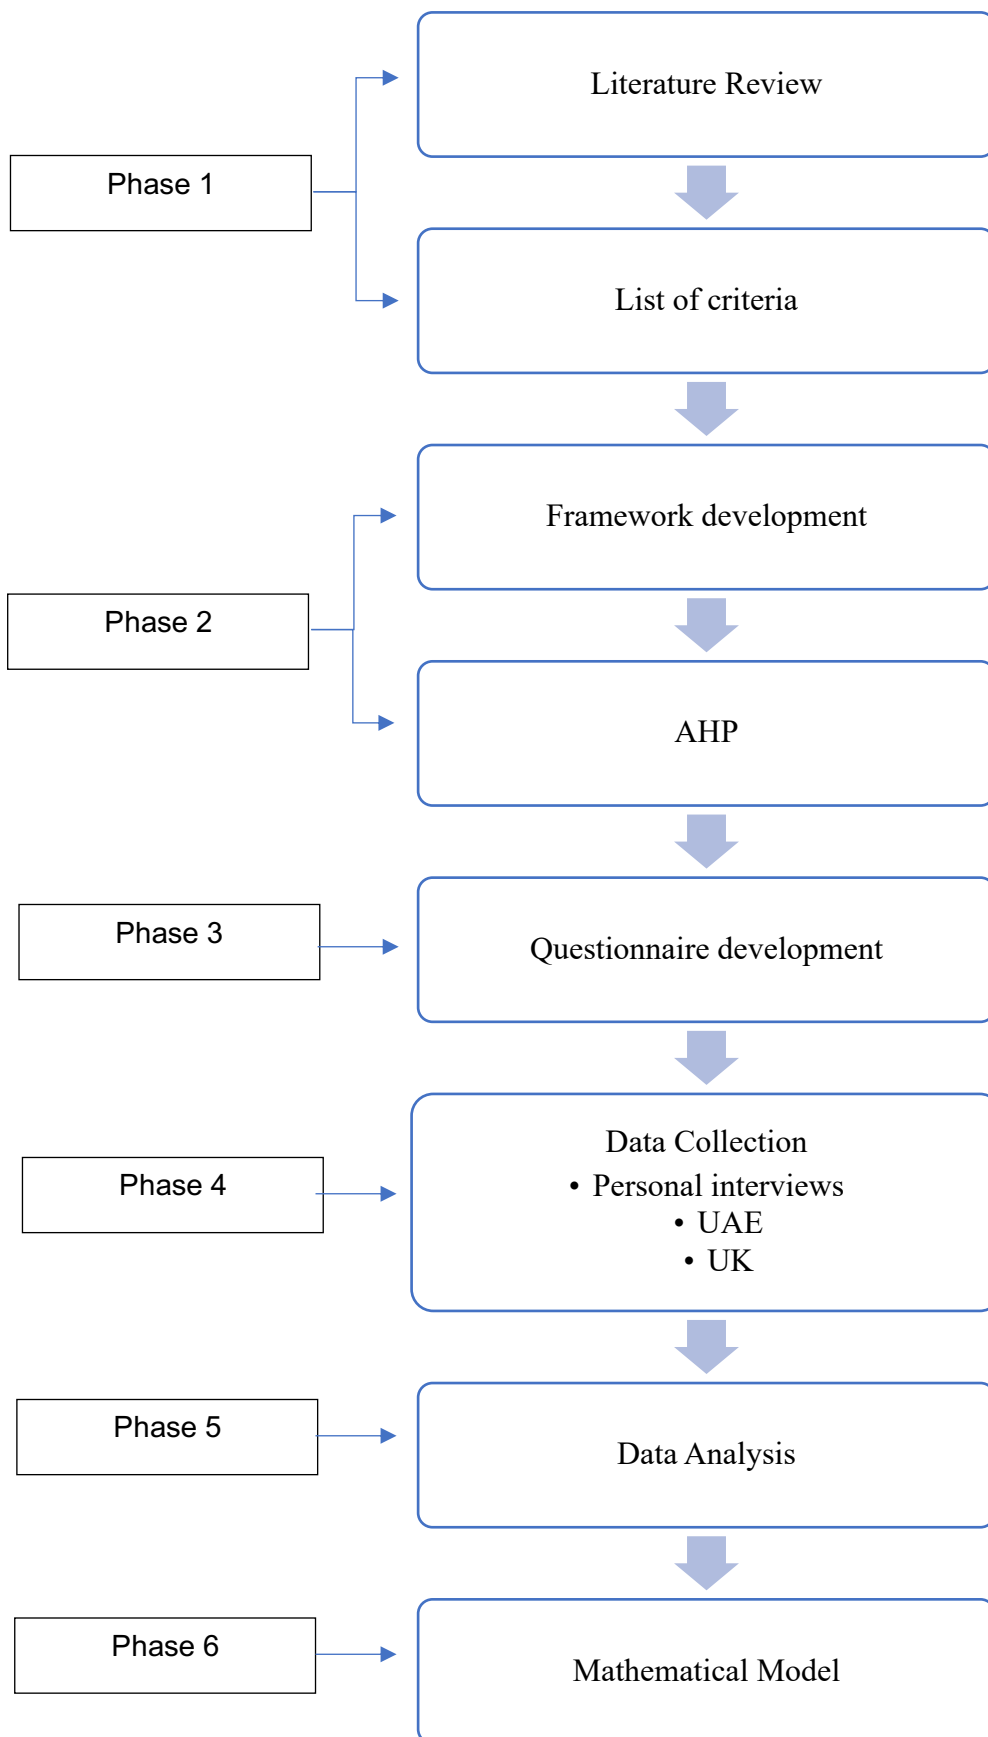 Literature Review
Phase 1
List of criteria
Framework development
Phase 2
AHP
Phase 3
Questionnaire development
Data Collection
• Personal interviews
• UAE
• UK
Phase 4
Phase 5
Data Analysis
Phase 6
Mathematical Model